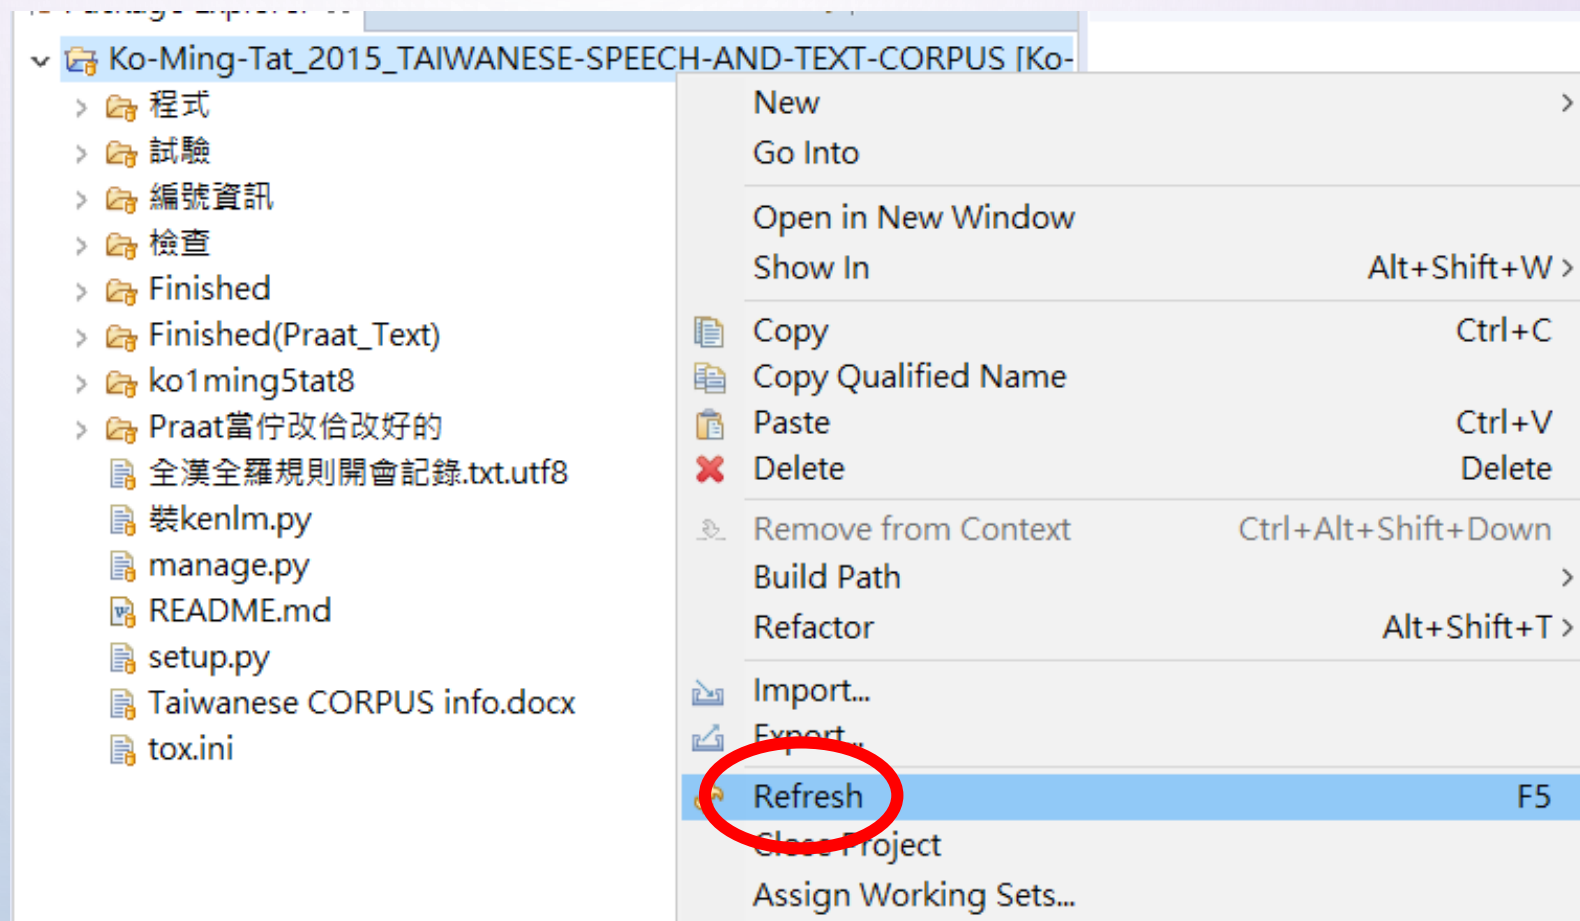 Package Explorer
Ko-Ming-Tat_2015_TAIWANESE-SPEECH-AND-TEXT-CORPUS [Ko-
程式
試驗
編號資訊
檢查
Finished
Finished(Praat_Text)
ko1ming5tat8
Praat當佇改佮改好的
全漢全羅規則開會記錄.txt.utf8
裝kenlm.py
manage.py
README.md
setup.py
Taiwanese CORPUS info.docx
tox.ini
New
Go Into
Open in New Window
Show In Alt+Shift+W
Copy Ctrl+C
Copy Qualified Name
Paste Ctrl+V
Delete Delete
Remove from Context Ctrl+Alt+Shift+Down
Build Path
Refactor Alt+Shift+T
Import...
Export...
Refresh F5
Close Project
Assign Working Sets...